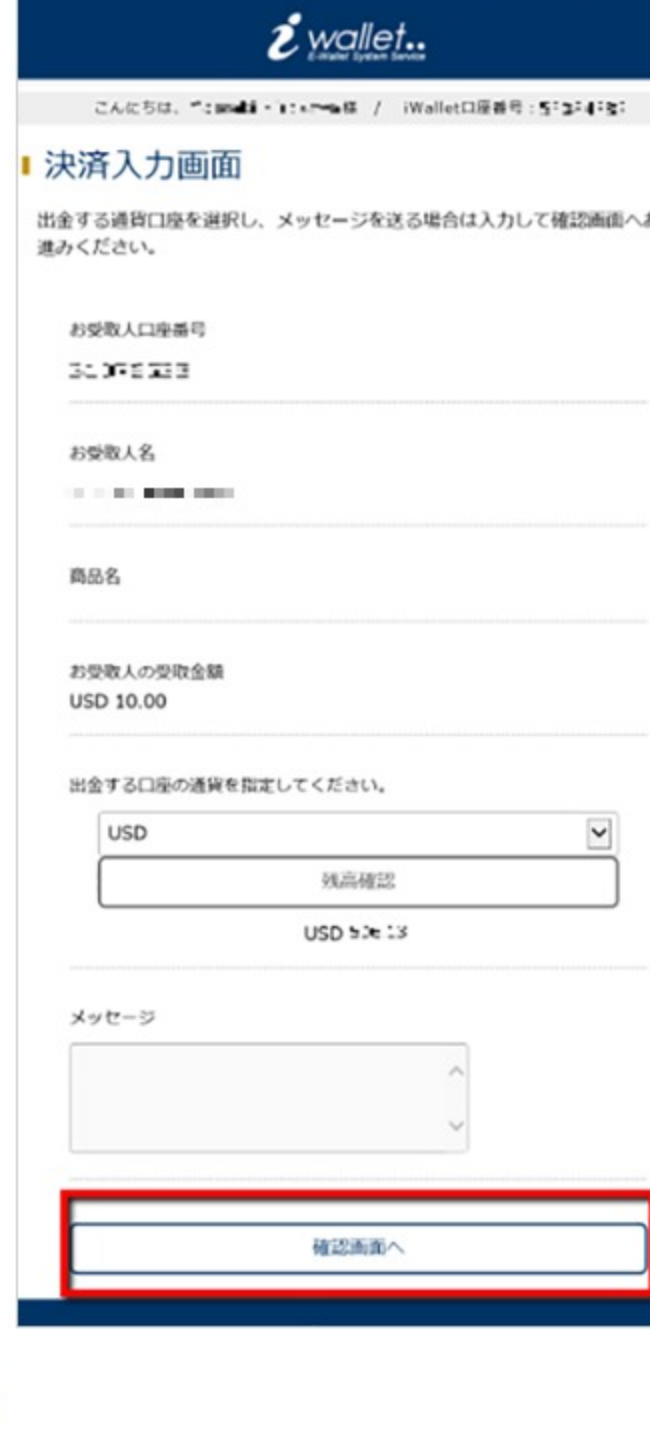 i wallet..
E-Wallet System Service
こんにちは、 様 / iWallet口座番号:
決済入力画面
出金する通貨口座を選択し、メッセージを送る場合は入力して確認画面へお
進みください。
お受取人口座番号
お受取人名
商品名
お受取人の受取金額
USD 10.00
出金する口座の通貨を指定してください。
USD
残高確認
USD
メッセージ
確認画面へ